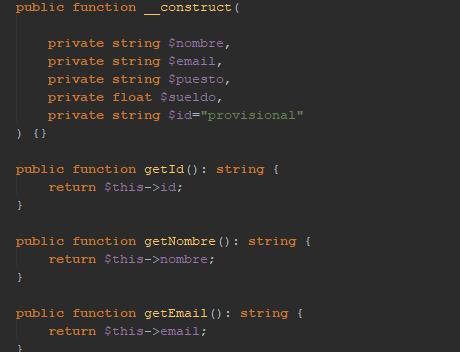 public function __construct(
private string $nombre,
private string $email,
private string $puesto,
private float $sueldo,
private string $id="provisional"
) {}
public function getId(): string {
return $this->id;
}
public function getNombre(): string {
return $this->nombre;
}
public function getEmail(): string {
return $this->email;
}